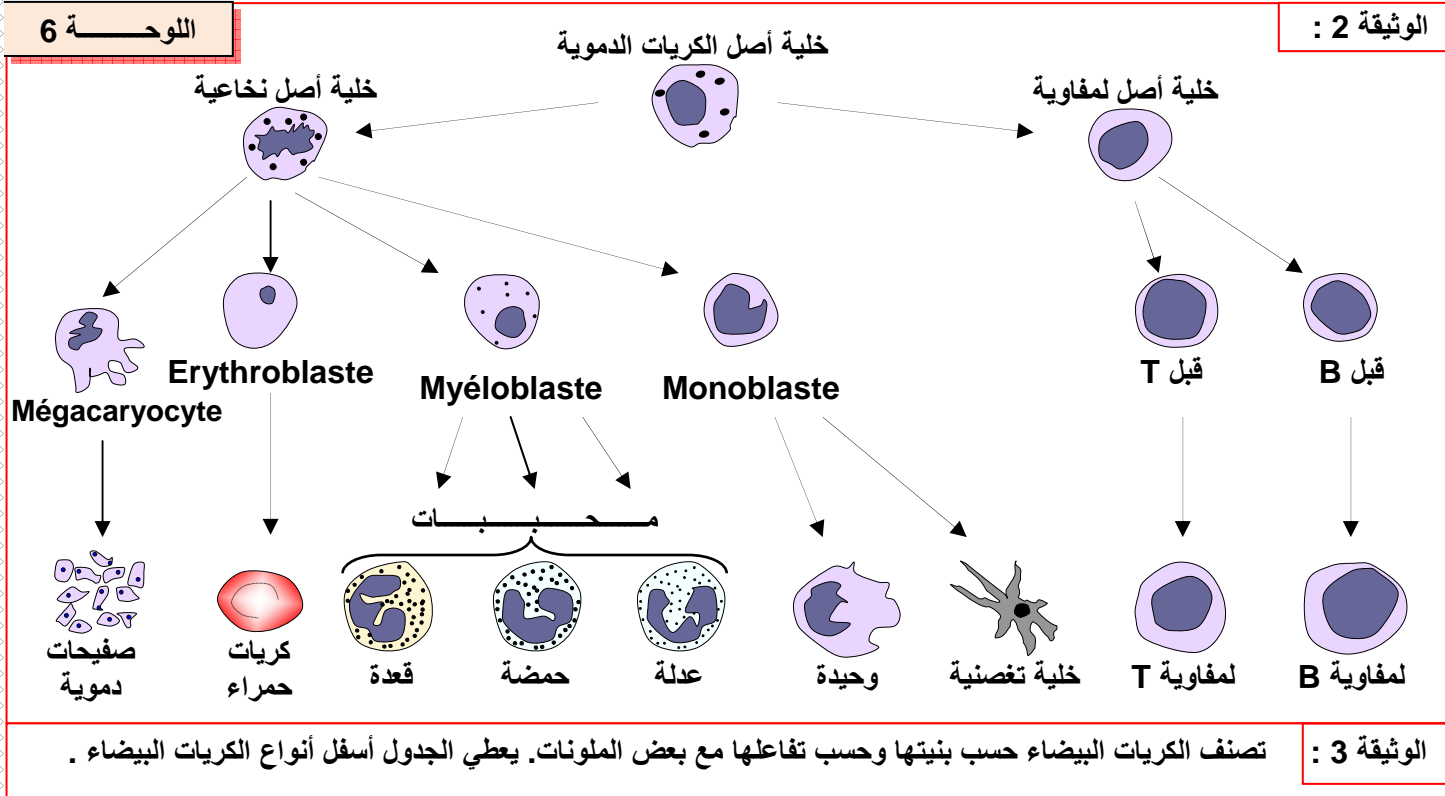 الوثيقة 2 :
اللوحـــــــــة 6
خلية أصل الكريات الدموية
خلية أصل نخاعية
خلية أصل لمفاوية
Mégacaryocyte
Erythroblaste
Myéloblaste
Monoblaste
قبل T
قبل B
مــــحــــبــــبــــات
صفيحات
دموية
كريات
حمراء
قعدة
حمضة
عدلة
وحيدة
خلية تغصنية
لمفاوية T
لمفاوية B
الوثيقة 3 : تصنف الكريات البيضاء حسب بنيتها وحسب تفاعلها مع بعض الملونات. يعطي الجدول أسفل أنواع الكريات البيضاء .